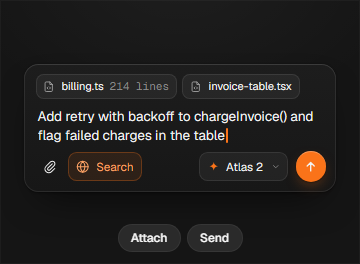 billing.ts 214 lines invoice-table.tsx
Add retry with backoff to chargeInvoice() and
flag failed charges in the table
Search Atlas 2
Attach Send